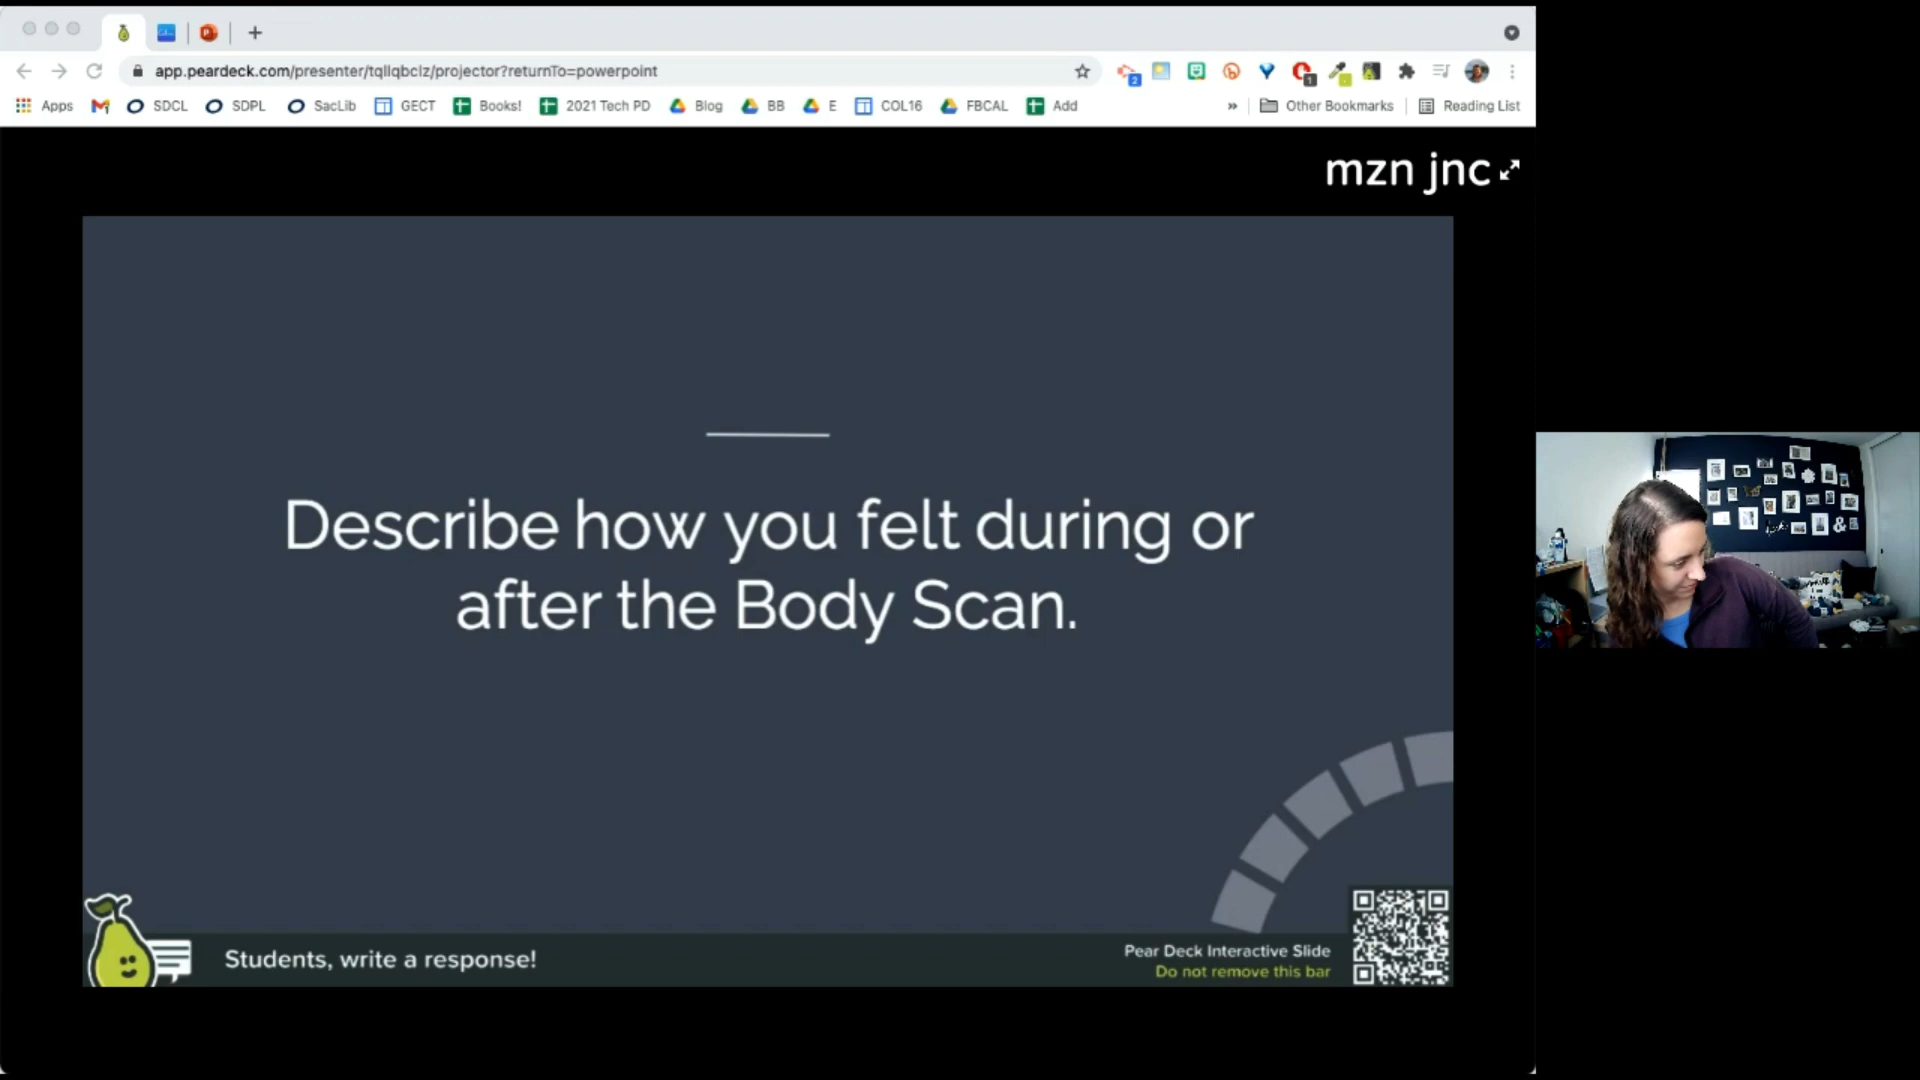 app.peardeck.com/presenter/tqllqbclz/projector?returnTo=powerpoint
Apps SDCL SDPL SacLib GECT Books! 2021 Tech PD Blog BB E COL16 FBCAL Add » Other Bookmarks Reading List
mzn jnc
Describe how you felt during or
after the Body Scan.
Students, write a response!
Pear Deck Interactive Slide
Do not remove this bar